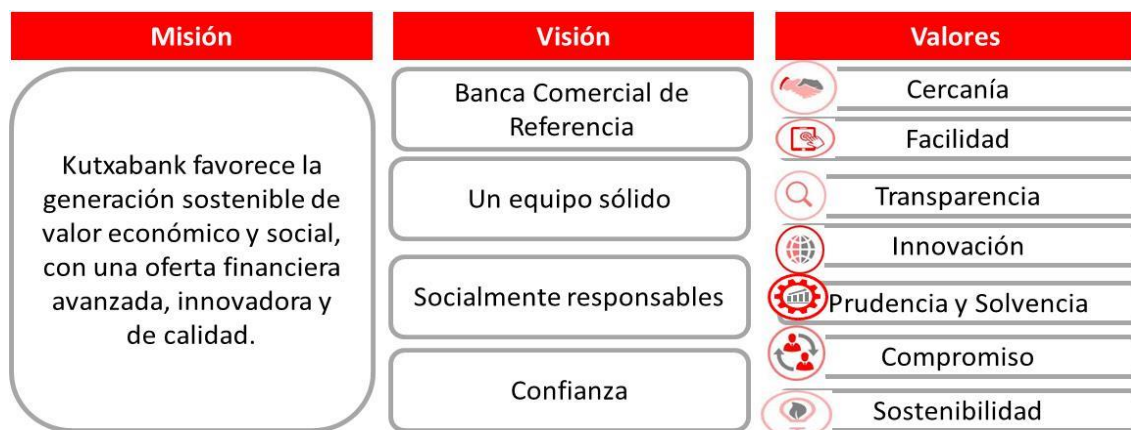 Misión
Kutxabank favorece la
generación sostenible de
valor económico y social,
con una oferta financiera
avanzada, innovadora y
de calidad.
Visión
Banca Comercial de
Referencia
Un equipo sólido
Socialmente responsables
Confianza
Valores
Cercanía
Facilidad
Transparencia
Innovación
Prudencia y Solvencia
Compromiso
Sostenibilidad